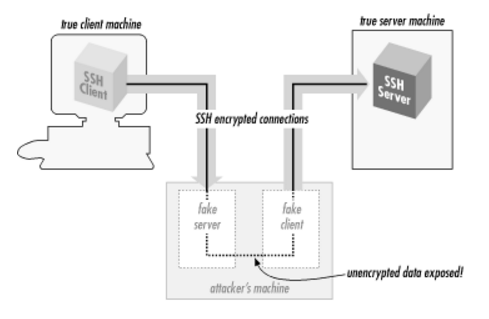 true client machine
true server machine
SSH
Client
SSH
Server
SSH encrypted connections
fake
server
fake
client
unencrypted data exposed!
attacker's machine